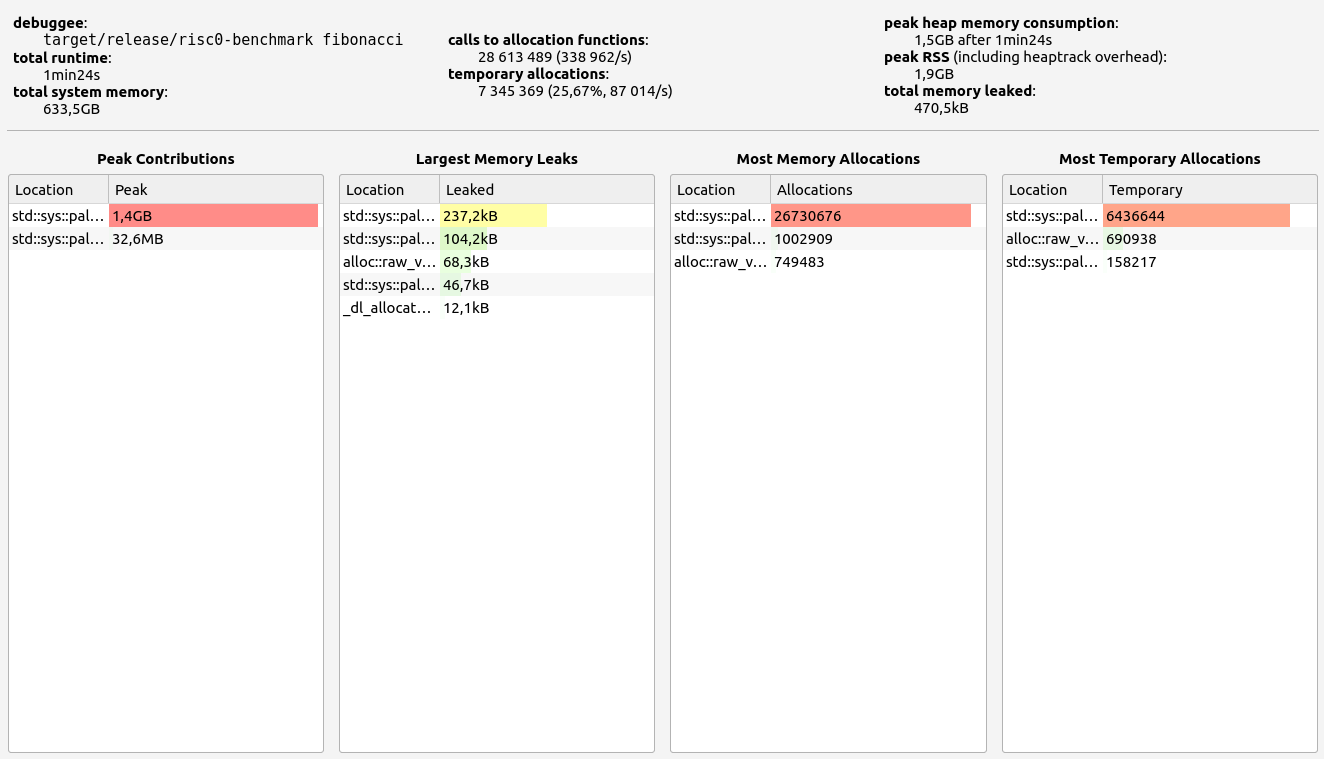 debuggee:
target/release/risc0-benchmark fibonacci
total runtime:
1min24s
total system memory:
633,5GB
calls to allocation functions:
28 613 489 (338 962/s)
temporary allocations:
7 345 369 (25,67%, 87 014/s)
peak heap memory consumption:
1,5GB after 1min24s
peak RSS (including heaptrack overhead):
1,9GB
total memory leaked:
470,5kB
Peak Contributions
Location Peak
std::sys::pal... 1,4GB
std::sys::pal... 32,6MB
Largest Memory Leaks
Location Leaked
std::sys::pal... 237,2kB
std::sys::pal... 104,2kB
alloc::raw_v... 68,3kB
std::sys::pal... 46,7kB
_dl_allocat... 12,1kB
Most Memory Allocations
Location Allocations
std::sys::pal... 26730676
std::sys::pal... 1002909
alloc::raw_v... 749483
Most Temporary Allocations
Location Temporary
std::sys::pal... 6436644
alloc::raw_v... 690938
std::sys::pal... 158217